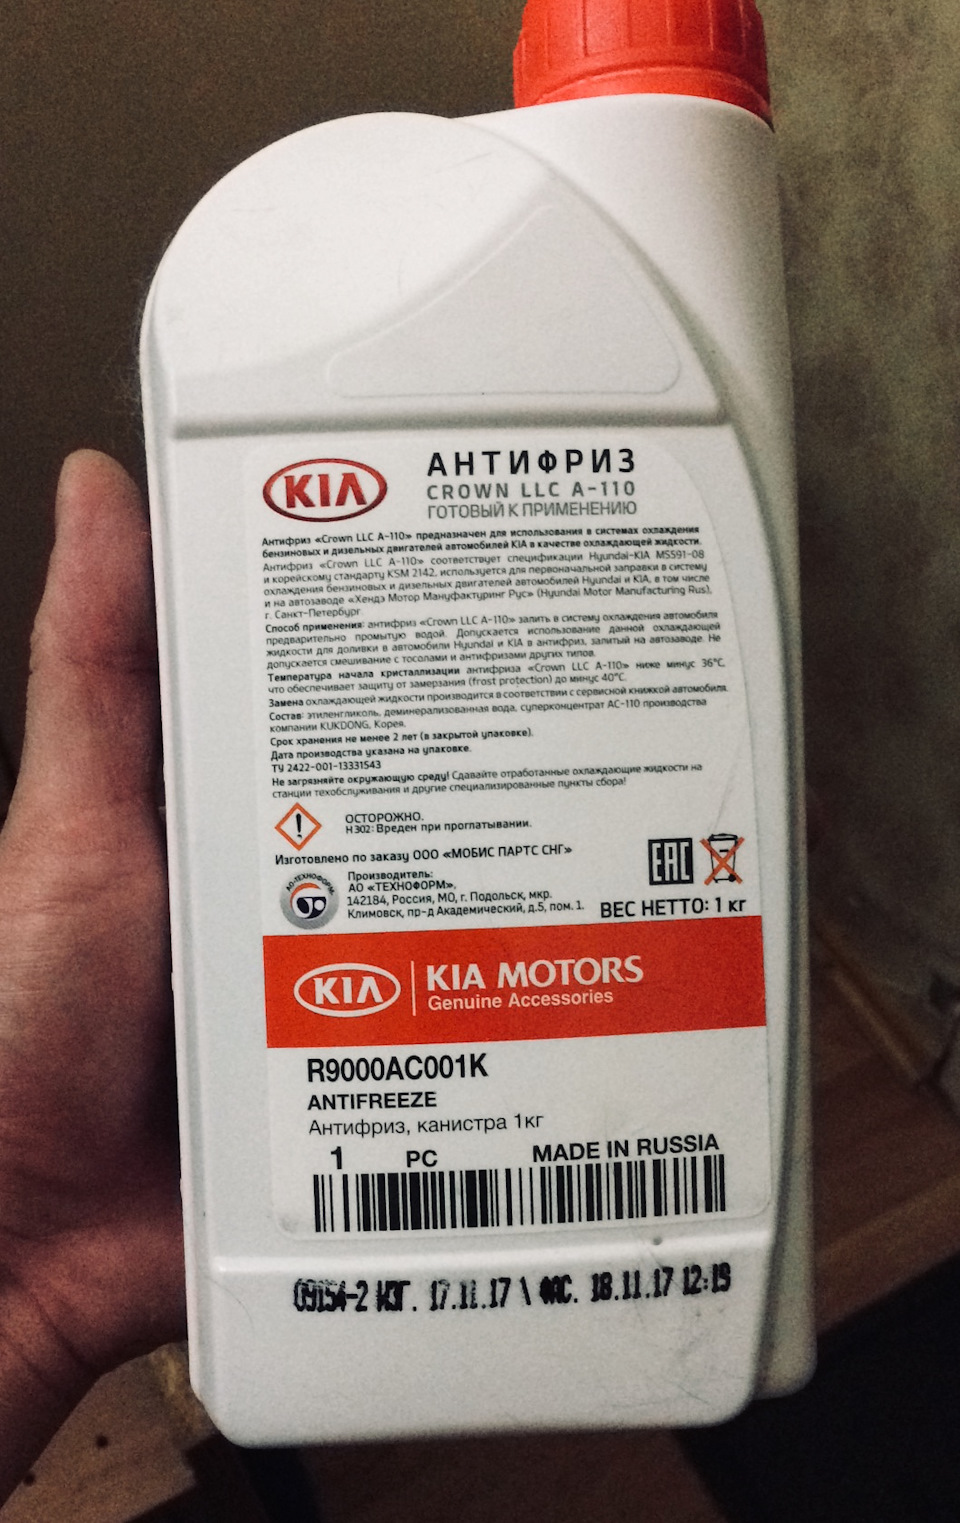 KIA
АНТИФРИЗ
CROWN LLC A-110
ГОТОВЫЙ К ПРИМЕНЕНИЮ
Антифриз «Crown LLC A-110» предназначен для использования в системах охлаждения
бензиновых и дизельных двигателей автомобилей KIA в качестве охлаждающей жидкости.
Антифриз «Crown LLC A-110» соответствует спецификации Hyundai-KIA MS591-08
и корейскому стандарту KSM 2142, используется для первоначальной заправки в систему
охлаждения бензиновых и дизельных двигателей автомобилей Hyundai и KIA, в том числе
и на автозаводе «Хендэ Мотор Мануфактуринг Рус» (Hyundai Motor Manufacturing Rus),
г. Санкт-Петербург.
Способ применения: антифриз «Crown LLC A-110» залить в систему охлаждения автомобиля
предварительно промытую водой. Допускается использование данной охлаждающей
жидкости для доливки в автомобили Hyundai и KIA в антифриз, залитый на автозаводе. Не
допускается смешивание с тосолами и антифризами других типов.
Температура начала кристаллизации антифриза «Crown LLC A-110» ниже минус 36°C,
что обеспечивает защиту от замерзания (frost protection) до минус 40°C.
Замена охлаждающей жидкости производится в соответствии с сервисной книжкой автомобиля.
Состав: этиленгликоль, деминерализованная вода, суперконцентрат AC-110 производства
компании KUKDONG, Корея.
Срок хранения не менее 2 лет (в закрытой упаковке).
Дата производства указана на упаковке.
ТУ 2422-001-13331543
Не загрязняйте окружающую среду! Сдавайте отработанные охлаждающие жидкости на
станции техобслуживания и другие специализированные пункты сбора!
ОСТОРОЖНО.
H302: Вреден при проглатывании.
Изготовлено по заказу ООО «МОБИС ПАРТС СНГ»
EAC
АО «ТЕХНОФОРМ»
Производитель:
АО «ТЕХНОФОРМ»,
142184, Россия, МО, г. Подольск, мкр.
Климовск, пр-д Академический, д.5, пом. 1.
ВЕС НЕТТО: 1 кг
KIA
KIA MOTORS
Genuine Accessories
R9000AC001K
ANTIFREEZE
Антифриз, канистра 1кг
1 PC MADE IN RUSSIA
09154-2 ИЗГ. 17.11.17 \ ФАС. 18.11.17 12:19